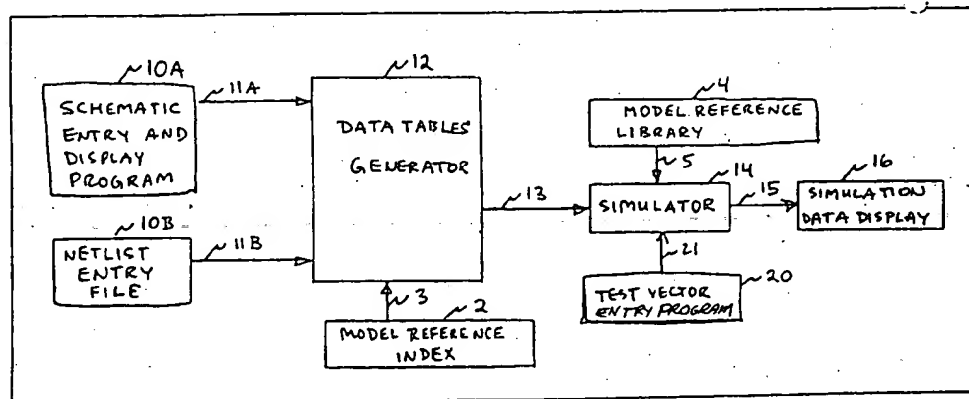 10A
SCHEMATIC
ENTRY AND
DISPLAY
PROGRAM
11A
10B
NETLIST
ENTRY
FILE
11B
12
DATA TABLES
GENERATOR
3
2
MODEL REFERENCE
INDEX
13
4
MODEL REFERENCE
LIBRARY
5
14
SIMULATOR
15
16
SIMULATION
DATA DISPLAY
21
20
TEST VECTOR
ENTRY PROGRAM